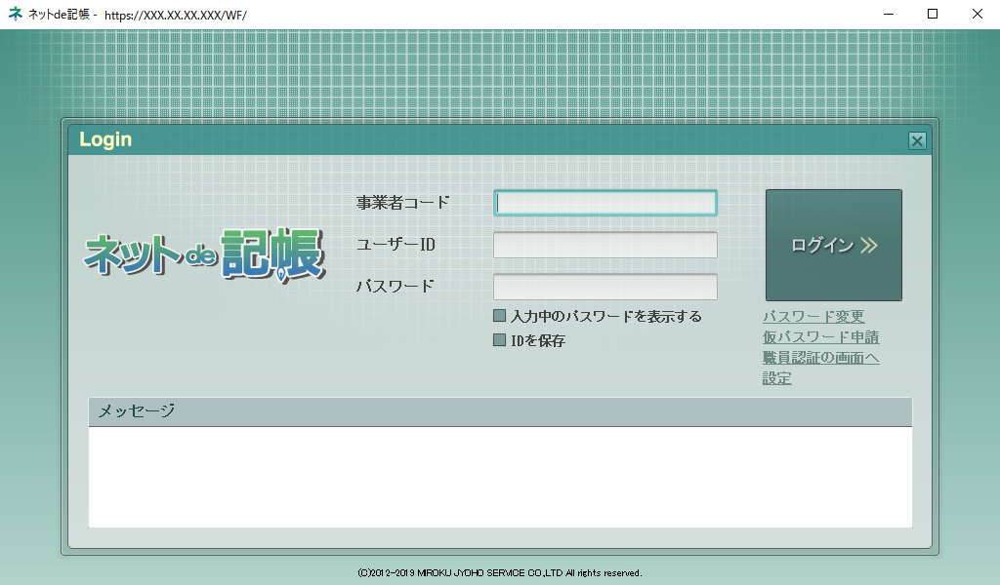 ネットde記帳 - https://XXX.XX.XX.XXX/WF/
Login
ネットde記帳
事業者コード
ユーザーID
パスワード
入力中のパスワードを表示する
IDを保存
ログイン
パスワード変更
仮パスワード申請
職員認証の画面へ
設定
メッセージ
(C)2012-2019 MIROKU JYOHO SERVICE CO.,LTD All rights reserved.